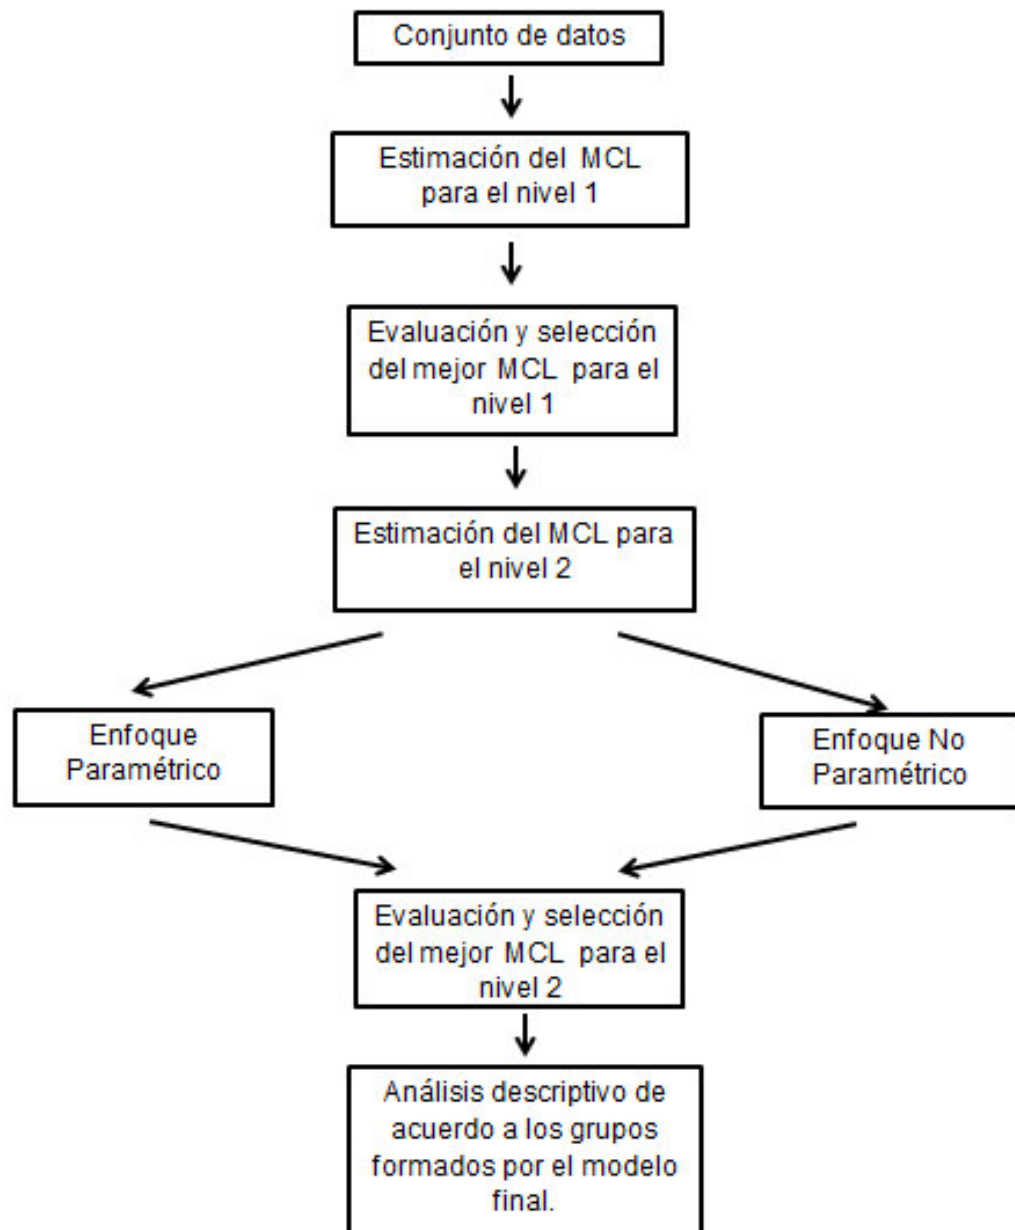 Conjunto de datos
Estimación del MCL
para el nivel 1
Evaluación y selección
del mejor MCL para el
nivel 1
Estimación del MCL para
el nivel 2
Enfoque
Paramétrico
Enfoque No
Paramétrico
Evaluación y selección
del mejor MCL para el
nivel 2
Análisis descriptivo de
acuerdo a los grupos
formados por el modelo
final.